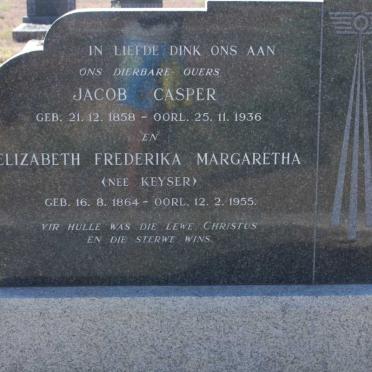 IN LIEFDE DINK ONS AAN
ONS DIERBARE OUERS
JACOB CASPER
GEB. 21. 12. 1858 – OORL. 25. 11. 1936
EN
ELIZABETH FREDERIKA MARGARETHA
(NEE KEYSER)
GEB. 16. 8. 1864 – OORL. 12. 2. 1955.
VIR HULLE WAS DIE LEWE CHRISTUS
EN DIE STERWE WINS.